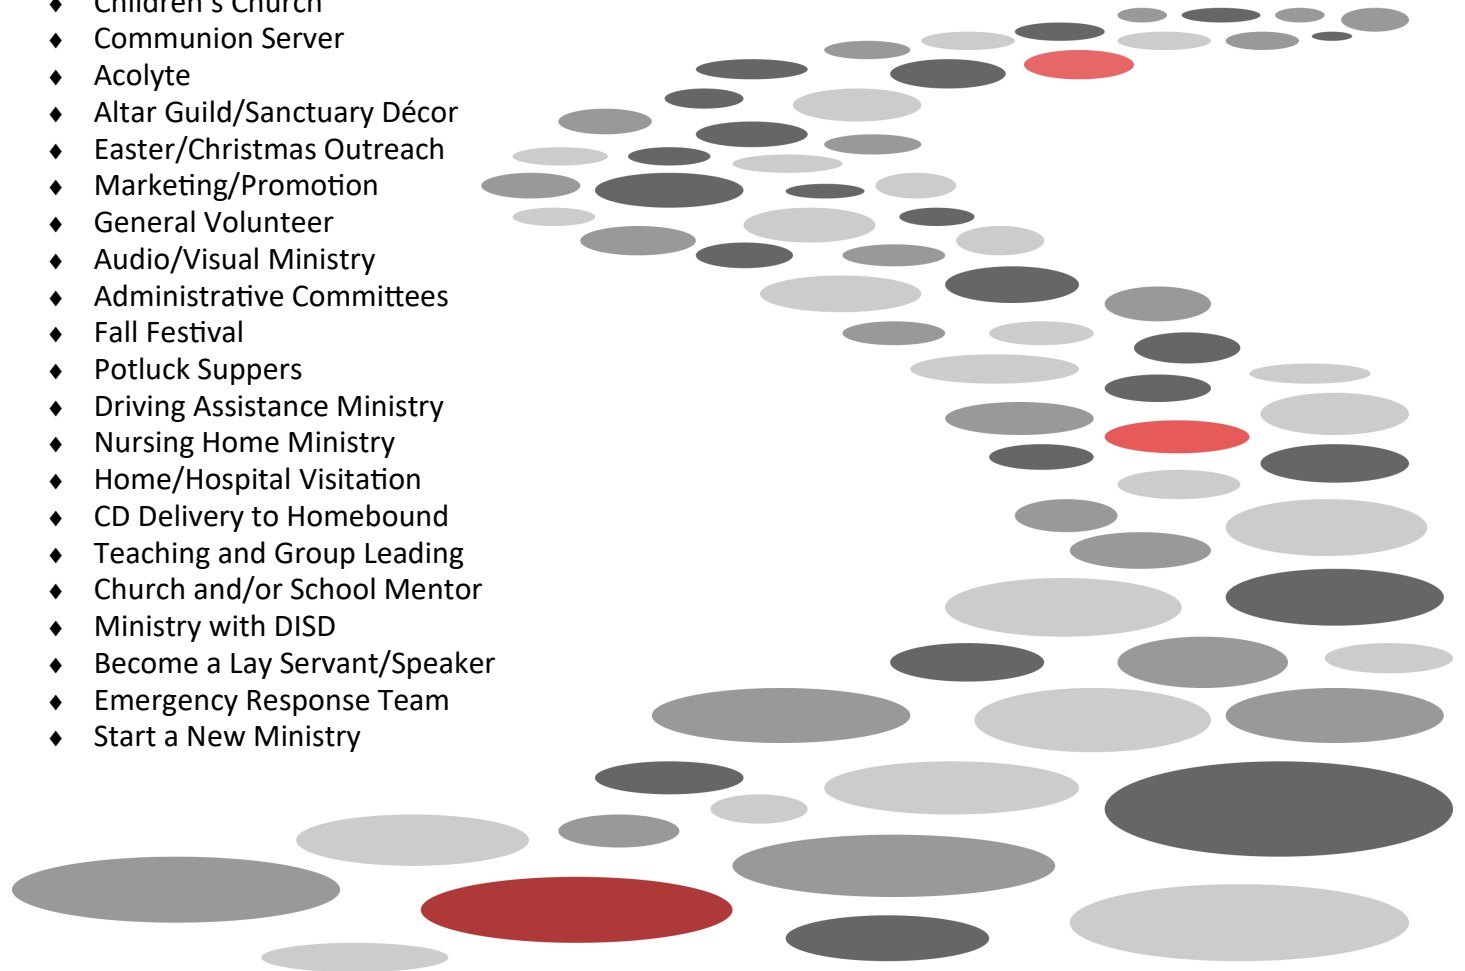 ♦ Children's Church
♦ Communion Server
♦ Acolyte
♦ Altar Guild/Sanctuary Décor
♦ Easter/Christmas Outreach
♦ Marketing/Promotion
♦ General Volunteer
♦ Audio/Visual Ministry
♦ Administrative Committees
♦ Fall Festival
♦ Potluck Suppers
♦ Driving Assistance Ministry
♦ Nursing Home Ministry
♦ Home/Hospital Visitation
♦ CD Delivery to Homebound
♦ Teaching and Group Leading
♦ Church and/or School Mentor
♦ Ministry with DISD
♦ Become a Lay Servant/Speaker
♦ Emergency Response Team
♦ Start a New Ministry